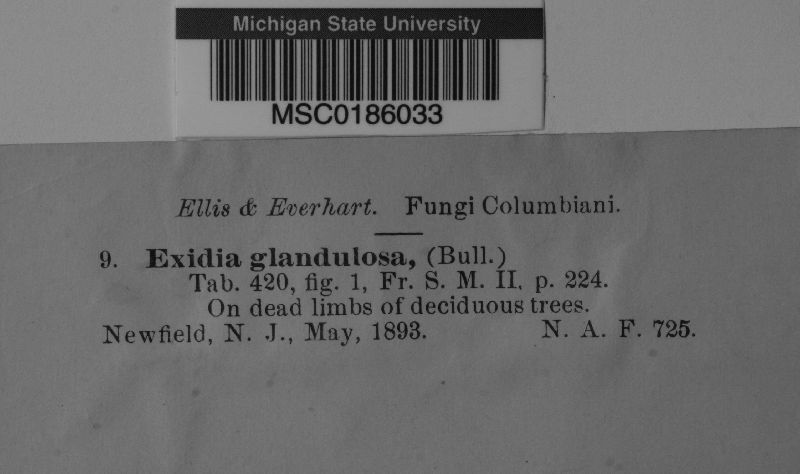 Michigan State University
MSC0186033
Ellis & Everhart. Fungi Columbiani.
9. Exidia glandulosa, (Bull.)
Tab. 420, fig. 1, Fr. S. M. II, p. 224.
On dead limbs of deciduous trees.
Newfield, N. J., May, 1893. N. A. F. 725.